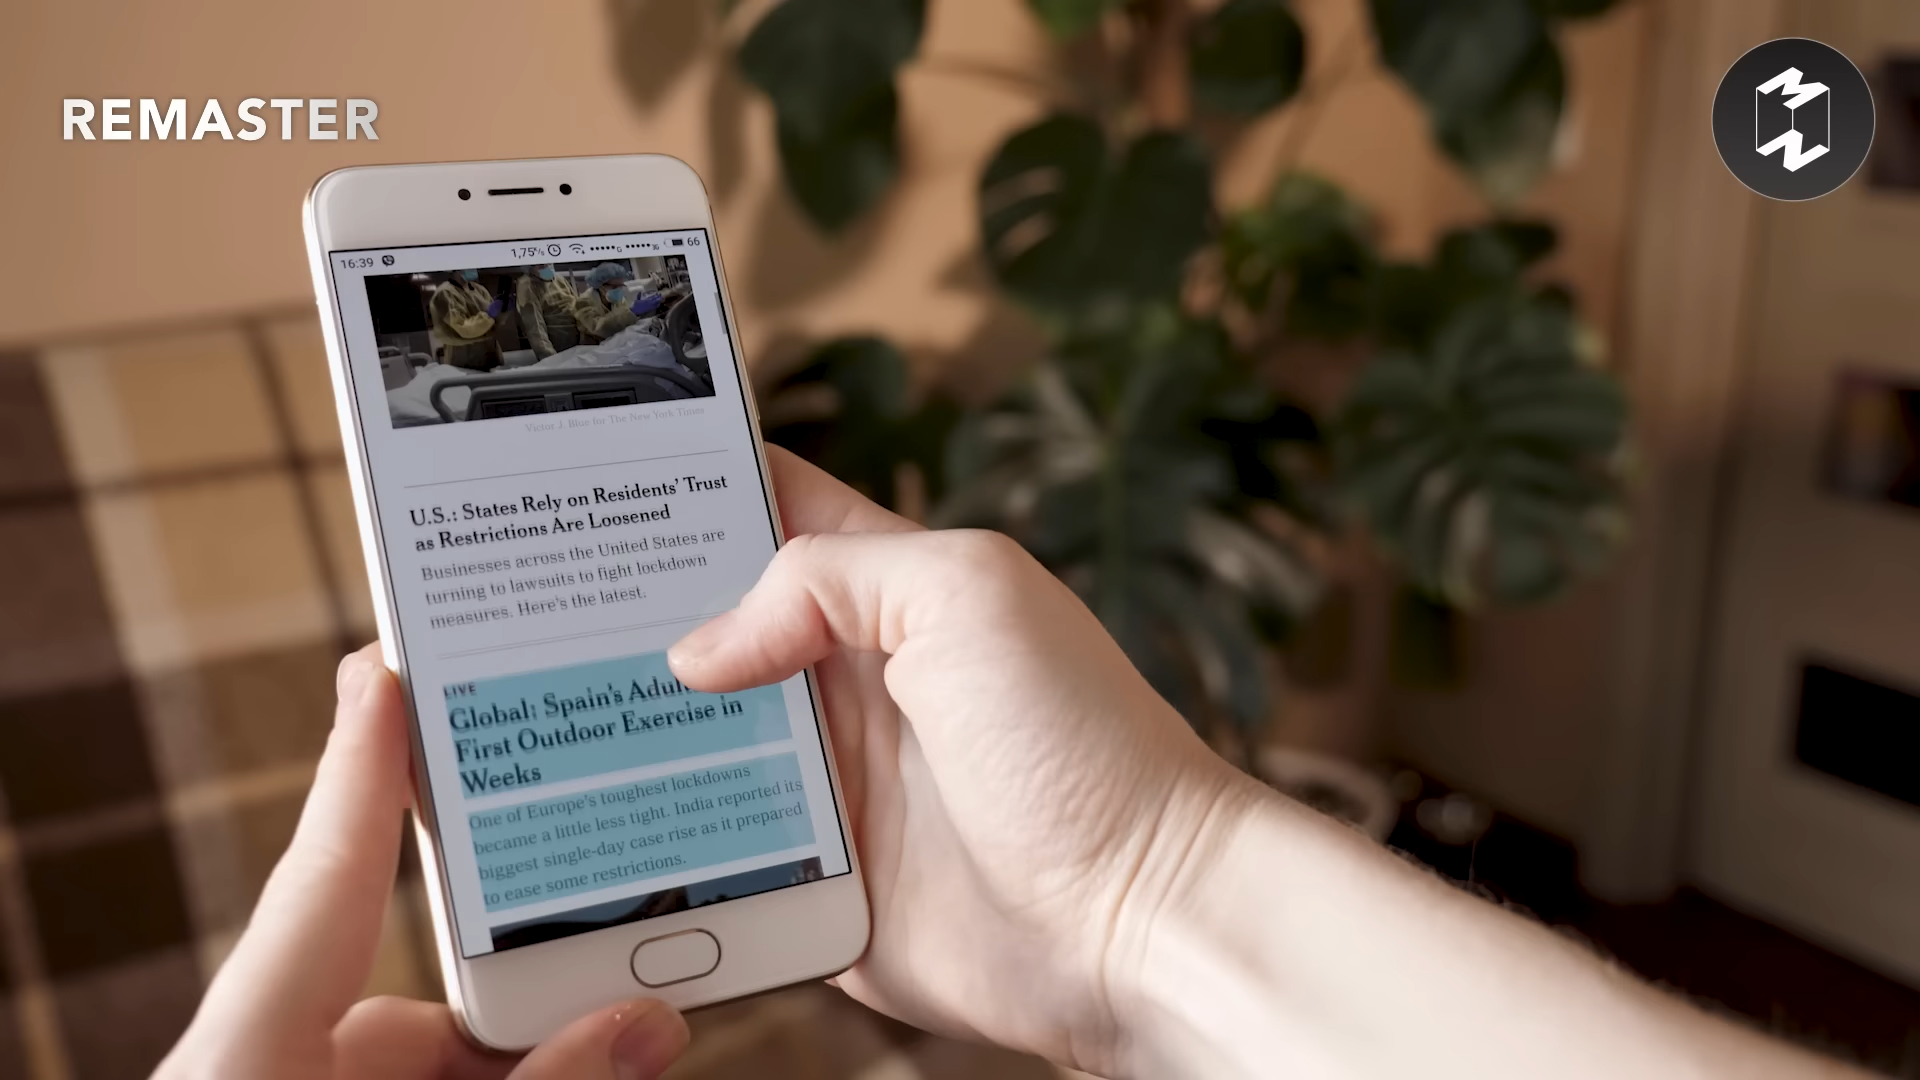 REMASTER
16:39 1,75 66
Victor J. Blue for The New York Times
U.S.: States Rely on Residents’ Trust
as Restrictions Are Loosened
Businesses across the United States are
turning to lawsuits to fight lockdown
measures. Here’s the latest.
LIVE
Global: Spain’s
First Outdoor Exercise in
Weeks
One of Europe’s toughest lockdowns
became a little less tight. India reported its
biggest single-day case rise as it prepared
to ease some restrictions.